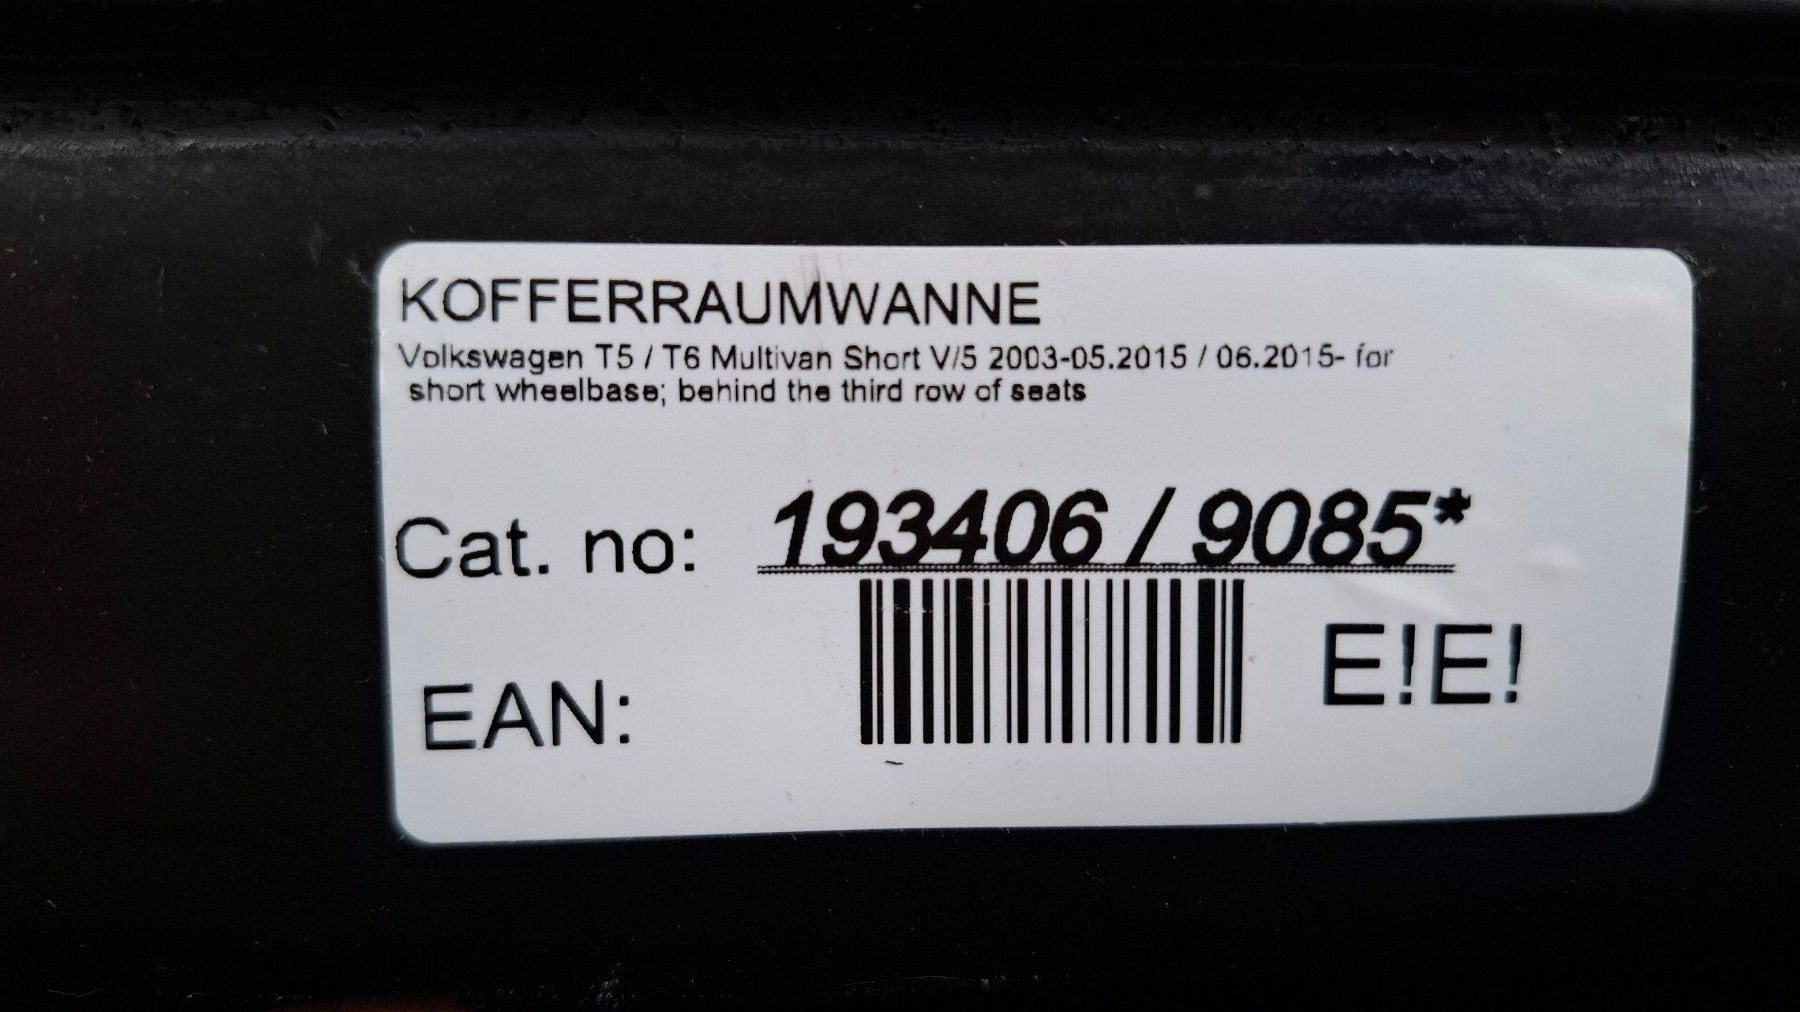 KOFFERRAUMWANNE
Volkswagen T5 / T6 Multivan Short V/5 2003-05.2015 / 06.2015- for
short wheelbase; behind the third row of seats
Cat. no: 193406 / 9085*
EAN: E!E!